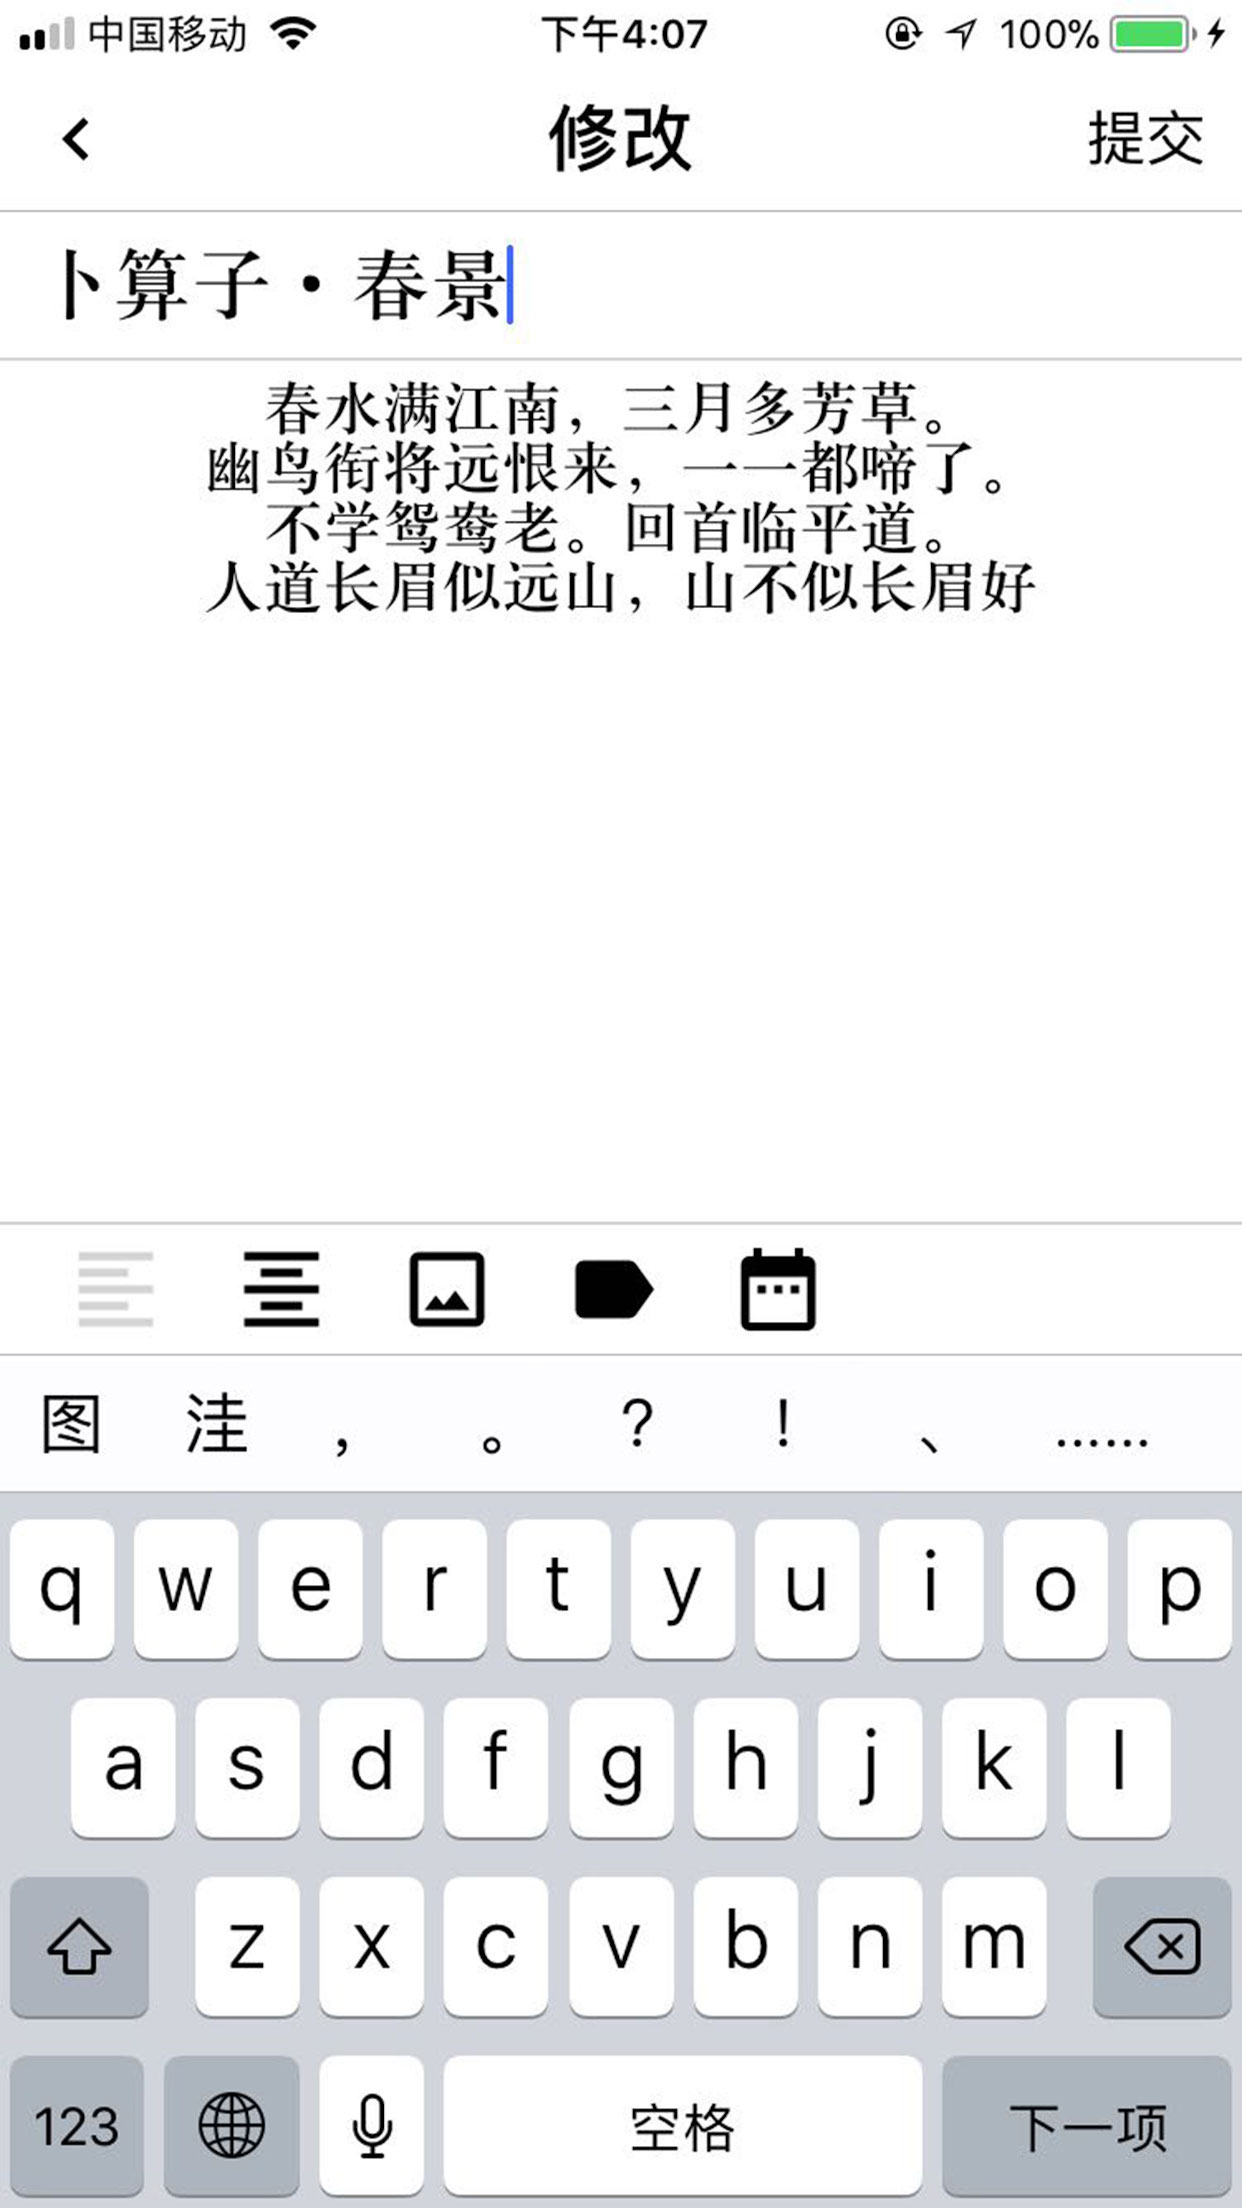 中国移动 下午4:07 100%
修改 提交
卜算子·春景
春水满江南，三月多芳草。
幽鸟衔将远恨来，一一都啼了。
不学鸳鸯老。回首临平道。
人道长眉似远山，山不似长眉好
图 洼 ， 。 ？ ！ 、 ……
q w e r t y u i o p
a s d f g h j k l
z x c v b n m
123 空格 下一项